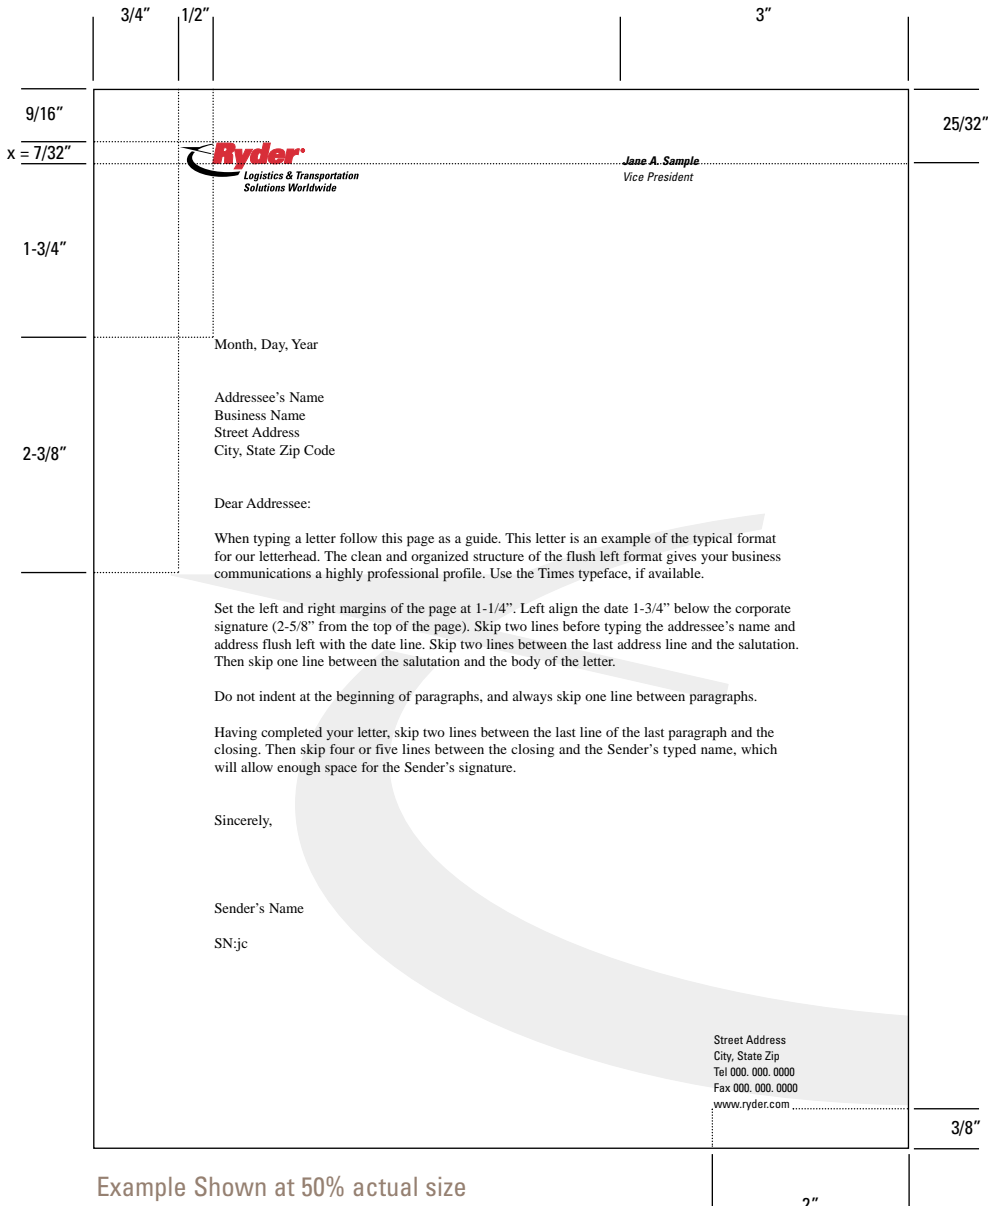 3/4” 1/2” 3”
9/16”
25/32”
x = 7/32”
Ryder
Logistics & Transportation
Solutions Worldwide
Jane A. Sample
Vice President
1-3/4”
Month, Day, Year
Addressee’s Name
Business Name
Street Address
City, State Zip Code
2-3/8”
Dear Addressee:
When typing a letter follow this page as a guide. This letter is an example of the typical format
for our letterhead. The clean and organized structure of the flush left format gives your business
communications a highly professional profile. Use the Times typeface, if available.
Set the left and right margins of the page at 1-1/4”. Left align the date 1-3/4” below the corporate
signature (2-5/8” from the top of the page). Skip two lines before typing the addressee’s name and
address flush left with the date line. Skip two lines between the last address line and the salutation.
Then skip one line between the salutation and the body of the letter.
Do not indent at the beginning of paragraphs, and always skip one line between paragraphs.
Having completed your letter, skip two lines between the last line of the last paragraph and the
closing. Then skip four or five lines between the closing and the Sender’s typed name, which
will allow enough space for the Sender’s signature.
Sincerely,
Sender’s Name
SN:jc
Street Address
City, State Zip
Tel 000. 000. 0000
Fax 000. 000. 0000
www.ryder.com
3/8”
Example Shown at 50% actual size
2”